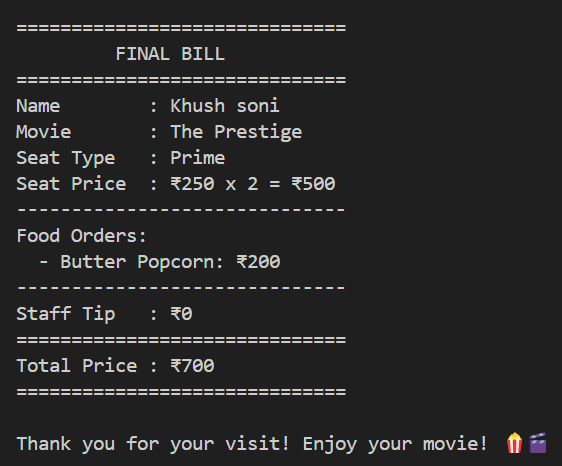 ==============================
         FINAL BILL
==============================
Name        : Khush soni
Movie       : The Prestige
Seat Type   : Prime
Seat Price  : ₹250 x 2 = ₹500
------------------------------
Food Orders:
  - Butter Popcorn: ₹200
------------------------------
Staff Tip   : ₹0
==============================
Total Price : ₹700
==============================
Thank you for your visit! Enjoy your movie! 🍿🎬